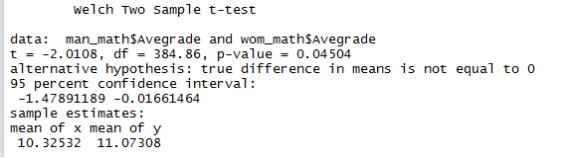 Welch Two Sample t-test
data:  man_math$Avegrade and wom_math$Avegrade
t = -2.0108, df = 384.86, p-value = 0.04504
alternative hypothesis: true difference in means is not equal to 0
95 percent confidence interval:
-1.47891189 -0.01661464
sample estimates:
mean of x mean of y
10.32532  11.07308